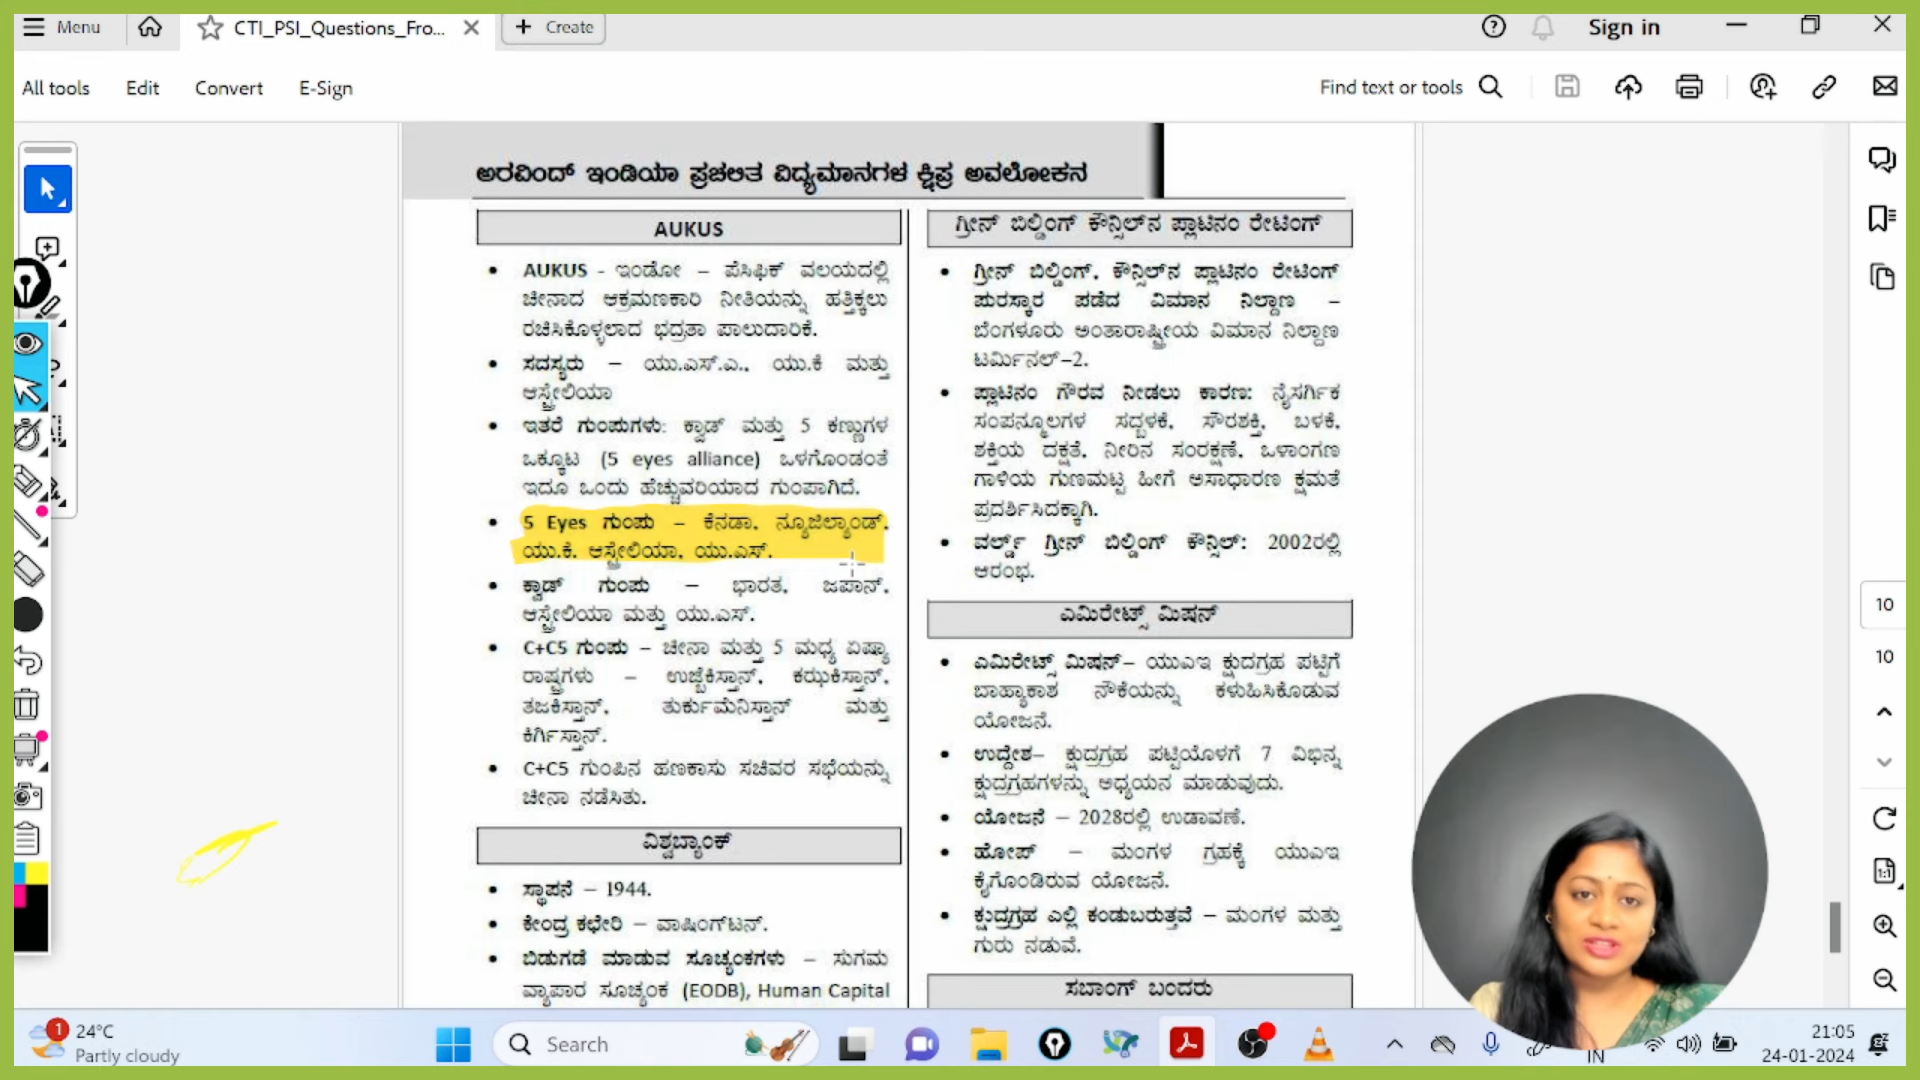 Menu
CTI_PSI_Questions_Fro...
Create
Sign in
All tools
Edit
Convert
E-Sign
Find text or tools
ಅರವಿಂದ್ ಇಂಡಿಯಾ ಪ್ರಚಲಿತ ವಿದ್ಯಮಾನಗಳ ಕ್ಷಿಪ್ರ ಅವಲೋಕನ
AUKUS
• AUKUS - ಇಂಡೋ – ಪೆಸಿಫಿಕ್ ವಲಯದಲ್ಲಿ
ಚೀನಾದ ಆಕ್ರಮಣಕಾರಿ ನೀತಿಯನ್ನು ಹತ್ತಿಕ್ಕಲು
ರಚಿಸಿಕೊಳ್ಳಲಾದ ಭದ್ರತಾ ಪಾಲುದಾರಿಕೆ.
• ಸದಸ್ಯರು – ಯು.ಎಸ್.ಎ., ಯು.ಕೆ ಮತ್ತು
ಆಸ್ಟ್ರೇಲಿಯಾ
• ಇತರೆ ಗುಂಪುಗಳು: ಕ್ವಾಡ್ ಮತ್ತು 5 ಕಣ್ಣುಗಳ
ಒಕ್ಕೂಟ (5 eyes alliance) ಒಳಗೊಂಡಂತೆ
ಇದೂ ಒಂದು ಹೆಚ್ಚುವರಿಯಾದ ಗುಂಪಾಗಿದೆ.
• 5 Eyes ಗುಂಪು – ಕೆನಡಾ, ನ್ಯೂಜಿಲ್ಯಾಂಡ್,
ಯು.ಕೆ. ಆಸ್ಟ್ರೇಲಿಯಾ, ಯು.ಎಸ್.
• ಕ್ವಾಡ್ ಗುಂಪು – ಭಾರತ, ಜಪಾನ್,
ಆಸ್ಟ್ರೇಲಿಯಾ ಮತ್ತು ಯು.ಎಸ್.
• C+C5 ಗುಂಪು – ಚೀನಾ ಮತ್ತು 5 ಮಧ್ಯ ಏಷ್ಯಾ
ರಾಷ್ಟ್ರಗಳು – ಉಜ್ಬೆಕಿಸ್ತಾನ್, ಕಝಕಿಸ್ತಾನ್,
ತಜಕಿಸ್ತಾನ್, ತುರ್ಕುಮೆನಿಸ್ತಾನ್ ಮತ್ತು
ಕಿರ್ಗಿಸ್ತಾನ್.
• C+C5 ಗುಂಪಿನ ಹಣಕಾಸು ಸಚಿವರ ಸಭೆಯನ್ನು
ಚೀನಾ ನಡೆಸಿತು.
ವಿಶ್ವಬ್ಯಾಂಕ್
• ಸ್ಥಾಪನೆ – 1944.
• ಕೇಂದ್ರ ಕಛೇರಿ – ವಾಷಿಂಗ್‌ಟನ್.
• ಬಿಡುಗಡೆ ಮಾಡುವ ಸೂಚ್ಯಂಕಗಳು – ಸುಗಮ
ವ್ಯಾಪಾರ ಸೂಚ್ಯಂಕ (EODB), Human Capital
ಗ್ರೀನ್ ಬಿಲ್ಡಿಂಗ್ ಕೌನ್ಸಿಲ್‌ನ ಪ್ಲಾಟಿನಂ ರೇಟಿಂಗ್
• ಗ್ರೀನ್ ಬಿಲ್ಡಿಂಗ್, ಕೌನ್ಸಿಲ್‌ನ ಪ್ಲಾಟಿನಂ ರೇಟಿಂಗ್
ಪುರಸ್ಕಾರ ಪಡೆದ ವಿಮಾನ ನಿಲ್ದಾಣ –
ಬೆಂಗಳೂರು ಅಂತಾರಾಷ್ಟ್ರೀಯ ವಿಮಾನ ನಿಲ್ದಾಣ
ಟರ್ಮಿನಲ್-2.
• ಪ್ಲಾಟಿನಂ ಗೌರವ ನೀಡಲು ಕಾರಣ: ನೈಸರ್ಗಿಕ
ಸಂಪನ್ಮೂಲಗಳ ಸದ್ಬಳಕೆ, ಸೌರಶಕ್ತಿ, ಬಳಕೆ,
ಶಕ್ತಿಯ ದಕ್ಷತೆ, ನೀರಿನ ಸಂರಕ್ಷಣೆ, ಒಳಾಂಗಣ
ಗಾಳಿಯ ಗುಣಮಟ್ಟ ಹೀಗೆ ಅಸಾಧಾರಣ ಕ್ಷಮತೆ
ಪ್ರದರ್ಶಿಸಿದಕ್ಕಾಗಿ.
• ವರ್ಲ್ಡ್ ಗ್ರೀನ್ ಬಿಲ್ಡಿಂಗ್ ಕೌನ್ಸಿಲ್: 2002ರಲ್ಲಿ
ಆರಂಭ.
ಎಮಿರೇಟ್ಸ್ ಮಿಷನ್
• ಎಮಿರೇಟ್ಸ್ ಮಿಷನ್– ಯುಎಇ ಕ್ಷುದ್ರಗ್ರಹ ಪಟ್ಟಿಗೆ
ಬಾಹ್ಯಾಕಾಶ ನೌಕೆಯನ್ನು ಕಳುಹಿಸಿಕೊಡುವ
ಯೋಜನೆ.
• ಉದ್ದೇಶ– ಕ್ಷುದ್ರಗ್ರಹ ಪಟ್ಟಿಯೊಳಗೆ 7 ವಿಭಿನ್ನ
ಕ್ಷುದ್ರಗ್ರಹಗಳನ್ನು ಅಧ್ಯಯನ ಮಾಡುವುದು.
• ಯೋಜನೆ – 2028ರಲ್ಲಿ ಉಡಾವಣೆ.
• ಹೋಪ್ – ಮಂಗಳ ಗ್ರಹಕ್ಕೆ ಯುಎಇ
ಕೈಗೊಂಡಿರುವ ಯೋಜನೆ.
• ಕ್ಷುದ್ರಗ್ರಹ ಎಲ್ಲಿ ಕಂಡುಬರುತ್ತವೆ – ಮಂಗಳ ಮತ್ತು
ಗುರು ನಡುವೆ.
ಸಬಾಂಗ್ ಬಂದರು
10
10
1:1
1
24°C
Partly cloudy
Search
IN
21:05
24-01-2024